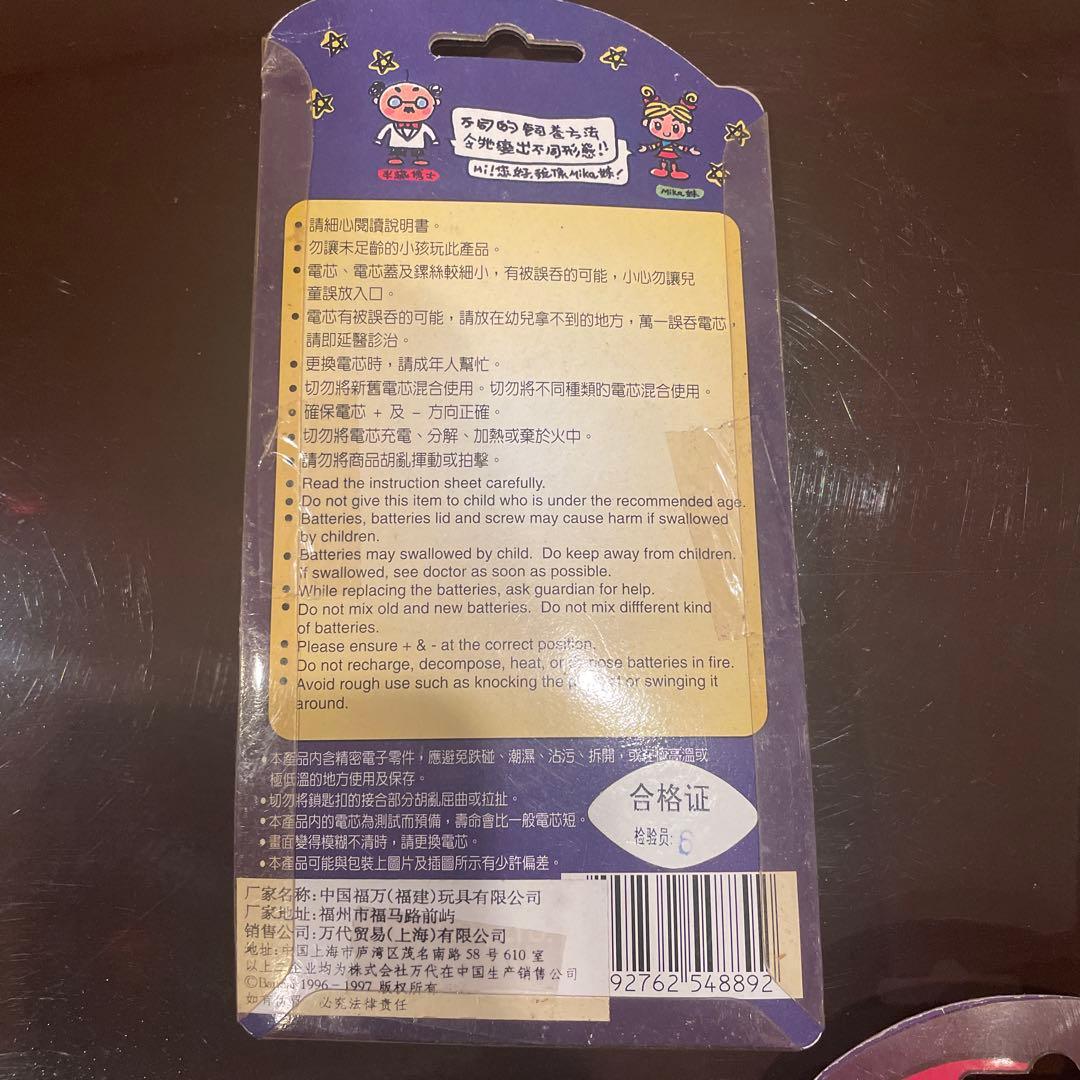 不同的飼養方法
令牠變出不同形態!!
Hi!您好, 我係Mika妹!
米滋博士
Mika妹
• 請細心閱讀說明書。
• 勿讓未足齡的小孩玩此產品。
• 電芯、電芯蓋及鏍絲較細小,有被誤吞的可能,小心勿讓兒
童誤放入口。
• 電芯有被誤吞的可能,請放在幼兒拿不到的地方,萬一誤吞電芯,
請即延醫診治。
• 更換電芯時,請成年人幫忙。
• 切勿將新舊電芯混合使用。切勿將不同種類的電芯混合使用。
• 確保電芯 + 及 - 方向正確。
• 切勿將電芯充電、分解、加熱或棄於火中。
• 請勿將商品胡亂揮動或拍擊。
• Read the instruction sheet carefully.
• Do not give this item to child who is under the recommended age.
• Batteries, batteries lid and screw may cause harm if swallowed
by children.
• Batteries may swallowed by child. Do keep away from children.
If swallowed, see doctor as soon as possible.
• While replacing the batteries, ask guardian for help.
• Do not mix old and new batteries. Do not mix diffferent kind
of batteries.
• Please ensure + & - at the correct position.
• Do not recharge, decompose, heat, or batteries in fire.
• Avoid rough use such as knocking the or swinging it
around.
• 本產品內含精密電子零件,應避免跌碰、潮濕、沾污、拆開,或在極高溫或
極低溫的地方使用及保存。
• 切勿將鎖匙扣的接合部分胡亂屈曲或拉扯。
• 本產品內的電芯為測試而預備,壽命會比一般電芯短。
• 畫面變得模糊不清時,請更換電芯。
• 本產品可能與包裝上圖片及插圖所示有少許偏差。
合格证
检验员: 6
厂家名称:中国福万(福建)玩具有限公司
厂家地址:福州市福马路前屿
销售公司:万代贸易(上海)有限公司
地址:中国上海市庐湾区茂名南路 58 号 610 室
以上二企业均为株式会社万代在中国生产销售公司
©Bandai 1996-1997 版权所有
如有 必究法律责任
92762 548892